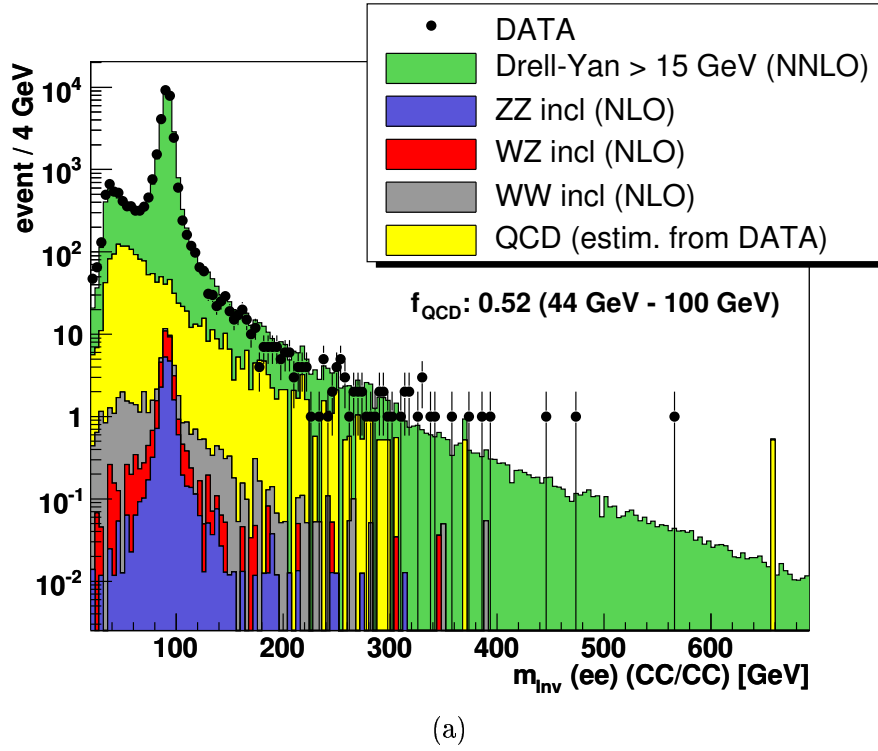 DATA
Drell-Yan > 15 GeV (NNLO)
ZZ incl (NLO)
WZ incl (NLO)
WW incl (NLO)
QCD (estim. from DATA)
f_QCD: 0.52 (44 GeV - 100 GeV)
event / 4 GeV
10^4
10^3
10^2
10
1
10^-1
10^-2
100 200 300 400 500 600
m_Inv (ee) (CC/CC) [GeV]
(a)